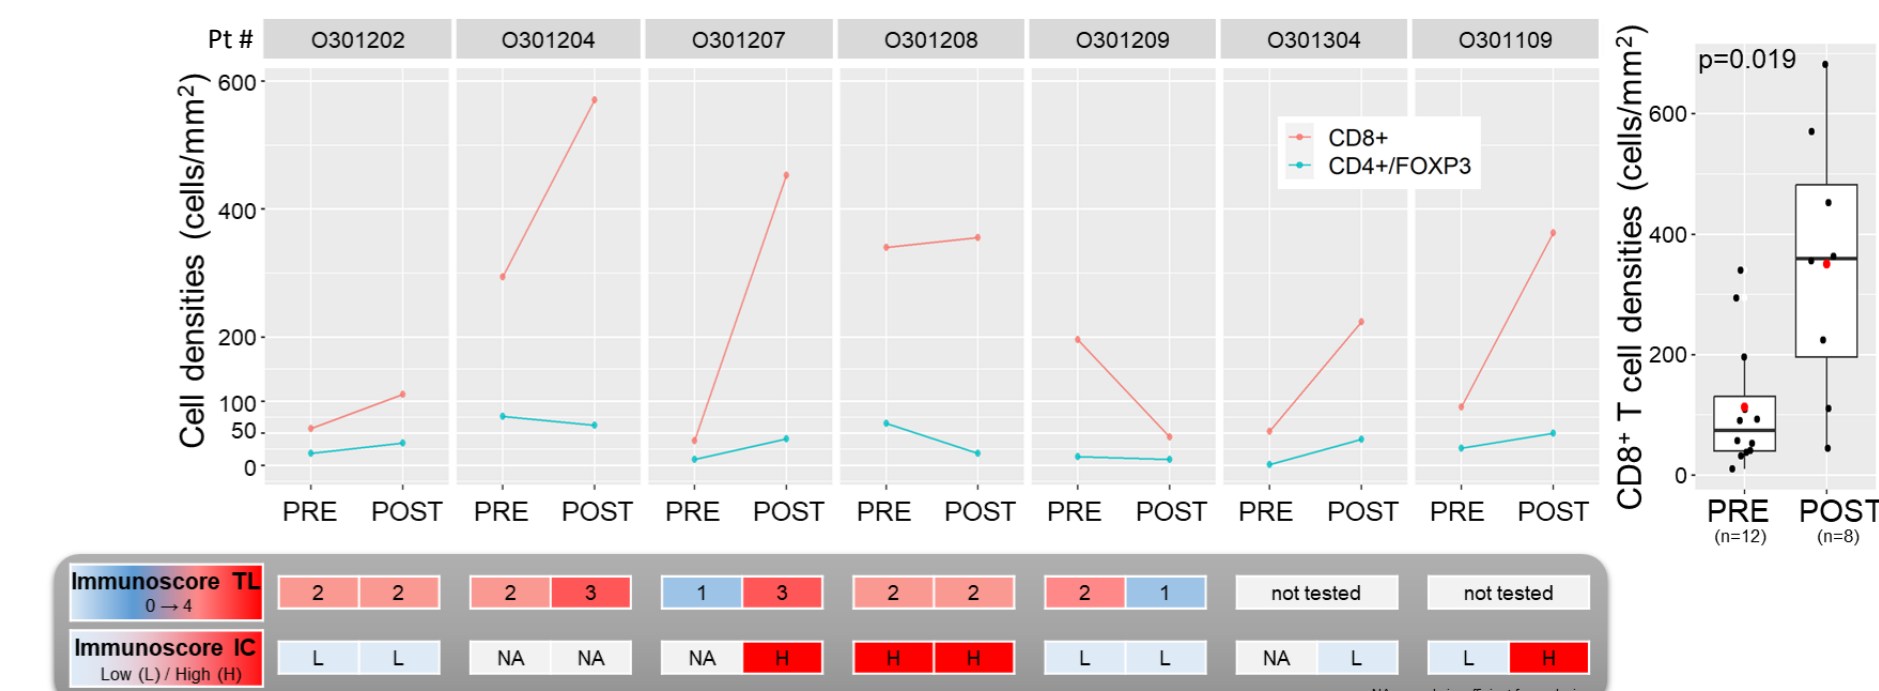 Pt # O301202 O301204 O301207 O301208 O301209 O301304 O301109
Cell densities (cells/mm²)
600
400
200
100
50
0
CD8+
CD4+/FOXP3
PRE POST PRE POST PRE POST PRE POST PRE POST PRE POST PRE POST
CD8⁺ T cell densities (cells/mm²)
p=0.019
600
400
200
0
PRE POST
(n=12) (n=8)
Immunoscore TL 2 2 2 3 1 3 2 2 2 1 not tested not tested
0 → 4
Immunoscore IC L L NA NA NA H H H L L NA L L H
Low (L) / High (H)